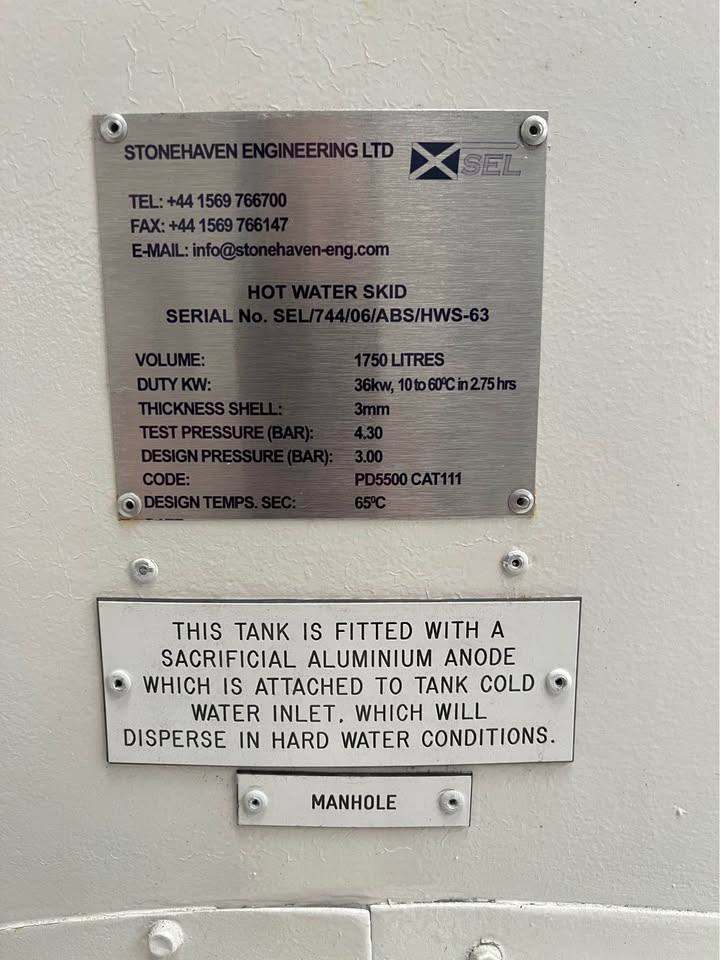 STONEHAVEN ENGINEERING LTD SEL
TEL: +44 1569 766700
FAX: +44 1569 766147
E-MAIL: info@stonehaven-eng.com
HOT WATER SKID
SERIAL No. SEL/744/06/ABS/HWS-63
VOLUME: 1750 LITRES
DUTY KW: 36kw, 10 to 60ºC in 2.75 hrs
THICKNESS SHELL: 3mm
TEST PRESSURE (BAR): 4.30
DESIGN PRESSURE (BAR): 3.00
CODE: PD5500 CAT111
DESIGN TEMPS. SEC: 65ºC
THIS TANK IS FITTED WITH A
SACRIFICIAL ALUMINIUM ANODE
WHICH IS ATTACHED TO TANK COLD
WATER INLET, WHICH WILL
DISPERSE IN HARD WATER CONDITIONS.
MANHOLE